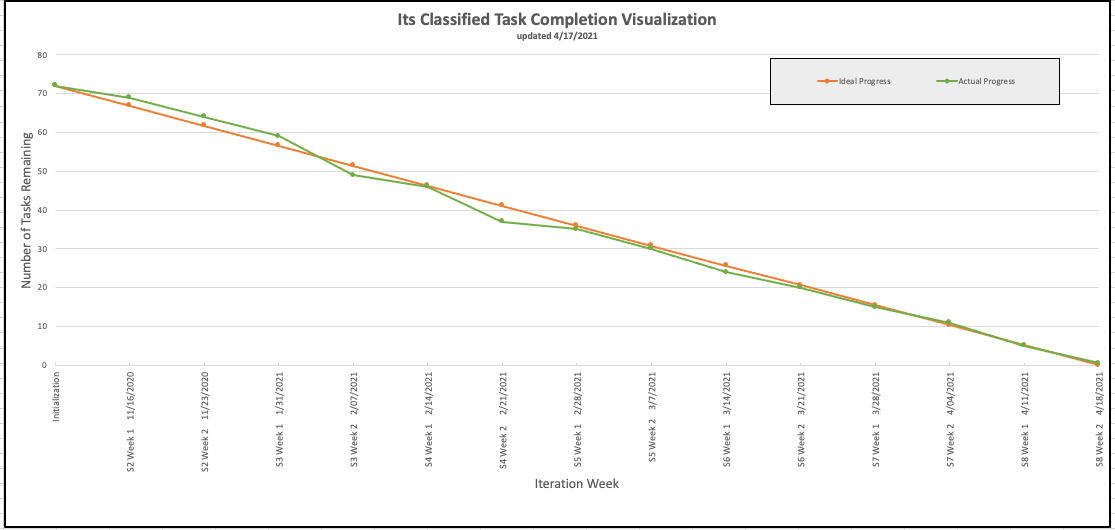 Its Classified Task Completion Visualization
updated 4/17/2021
Ideal Progress
Actual Progress
Number of Tasks Remaining
80
70
60
50
40
30
20
10
0
Initialization
S2 Week 1 11/16/2020
S2 Week 2 11/23/2020
S3 Week 1 1/31/2021
S3 Week 2 2/07/2021
S4 Week 1 2/14/2021
S4 Week 2 2/21/2021
S5 Week 1 2/28/2021
S5 Week 2 3/7/2021
S6 Week 1 3/14/2021
S6 Week 2 3/21/2021
S7 Week 1 3/28/2021
S7 Week 2 4/04/2021
S8 Week 1 4/11/2021
S8 Week 2 4/18/2021
Iteration Week